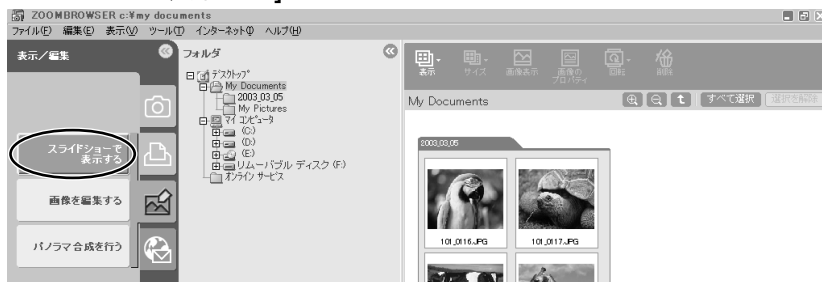 ZOOMBROWSER c:¥my documents
ファイル(F) 編集(E) 表示(V) ツール(T) インターネット(I) ヘルプ(H)
表示／編集
スライドショーで
表示する
画像を編集する
パノラマ合成を行う
フォルダ
デスクトップ
My Documents
2003_03_05
My Pictures
マイ コンピュータ
(C:)
(D:)
(E:)
リムーバブル ディスク (F:)
オンライン サービス
表示 サイズ 画像表示 画像の
プロパティ 回転 削除
My Documents すべて選択 選択を解除
2003_03_05
101_0116.JPG 101_0117.JPG